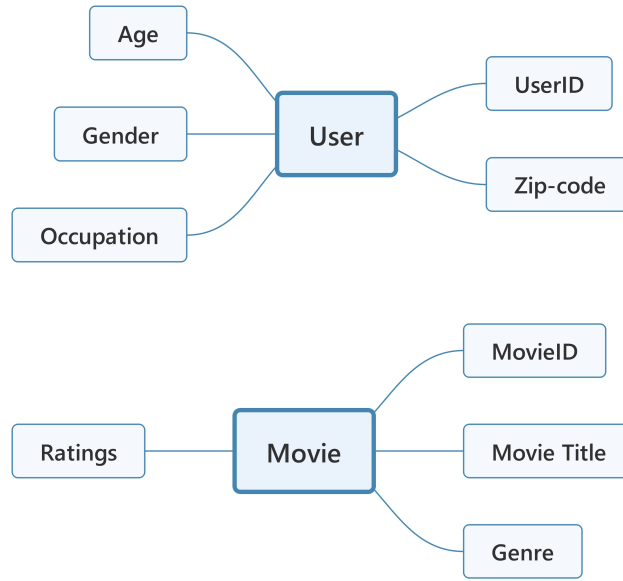 Age
Gender
Occupation
User
UserID
Zip-code
Ratings
Movie
MovieID
Movie Title
Genre